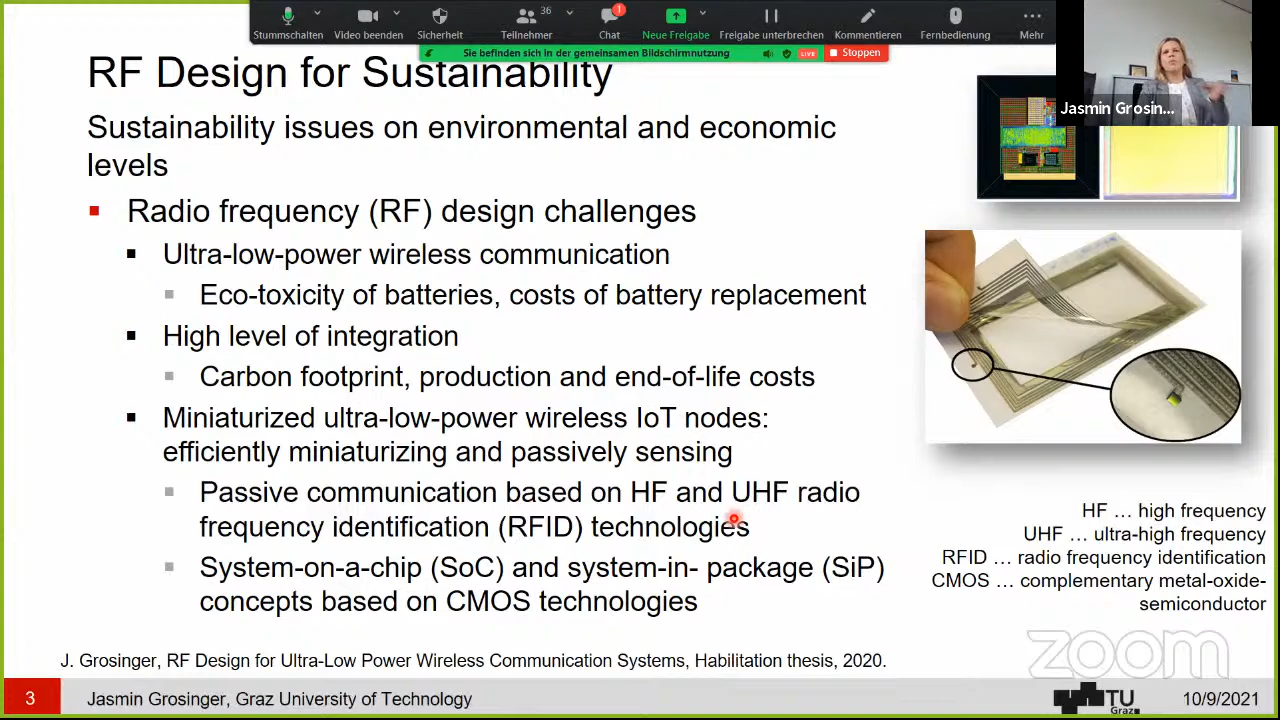 36
1
Stummschalten
Video beenden
Sicherheit
Teilnehmer
Chat
Neue Freigabe
Freigabe unterbrechen
Kommentieren
Fernbedienung
Mehr
Sie befinden sich in der gemeinsamen Bildschirmnutzung
LIVE
Stoppen
Jasmin Grosin...
RF Design for Sustainability
Sustainability issues on environmental and economic
levels
Radio frequency (RF) design challenges
Ultra-low-power wireless communication
Eco-toxicity of batteries, costs of battery replacement
High level of integration
Carbon footprint, production and end-of-life costs
Miniaturized ultra-low-power wireless IoT nodes:
efficiently miniaturizing and passively sensing
Passive communication based on HF and UHF radio
frequency identification (RFID) technologies
System-on-a-chip (SoC) and system-in- package (SiP)
concepts based on CMOS technologies
HF … high frequency
UHF … ultra-high frequency
RFID … radio frequency identification
CMOS … complementary metal-oxide-
semiconductor
zoom
J. Grosinger, RF Design for Ultra-Low Power Wireless Communication Systems, Habilitation thesis, 2020.
3
Jasmin Grosinger, Graz University of Technology
TU
Graz
10/9/2021